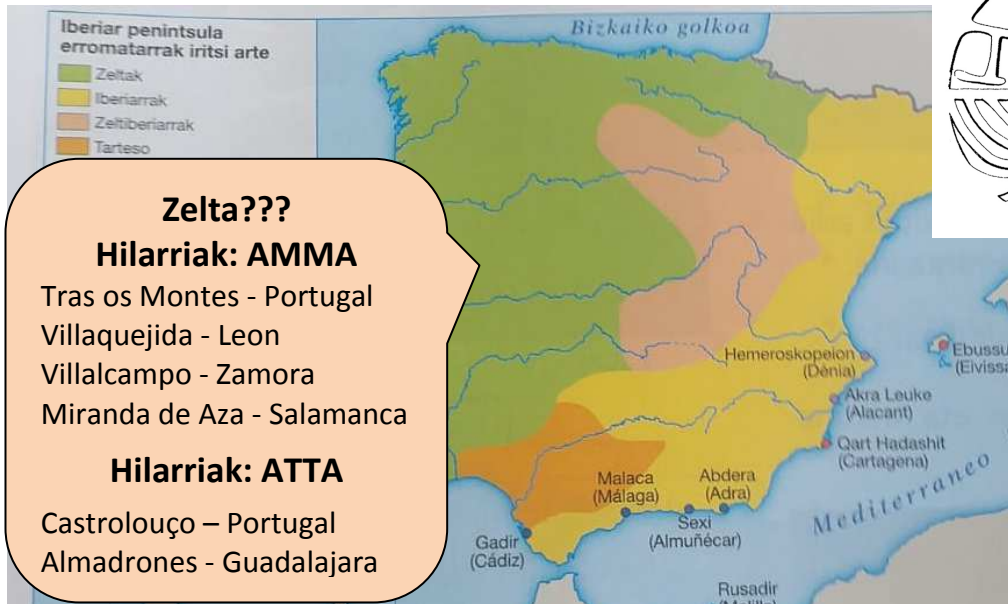 Iberiar penintsula
erromatarrak iritsi arte
Zeltak
Iberiarrak
Zeltiberiarrak
Tarteso
Bizkaiko golkoa
Zelta???
Hilarriak: AMMA
Tras os Montes - Portugal
Villaquejida - Leon
Villalcampo - Zamora
Miranda de Aza - Salamanca
Hilarriak: ATTA
Castrolouço – Portugal
Almadrones - Guadalajara
Hemeroskopeion
(Dénia)
Akra Leuke
(Alacant)
Qart Hadashit
(Cartagena)
Malaca
(Málaga)
Abdera
(Adra)
Sexi
(Almuñécar)
Gadir
(Cádiz)
Mediterraneo
Rusadir